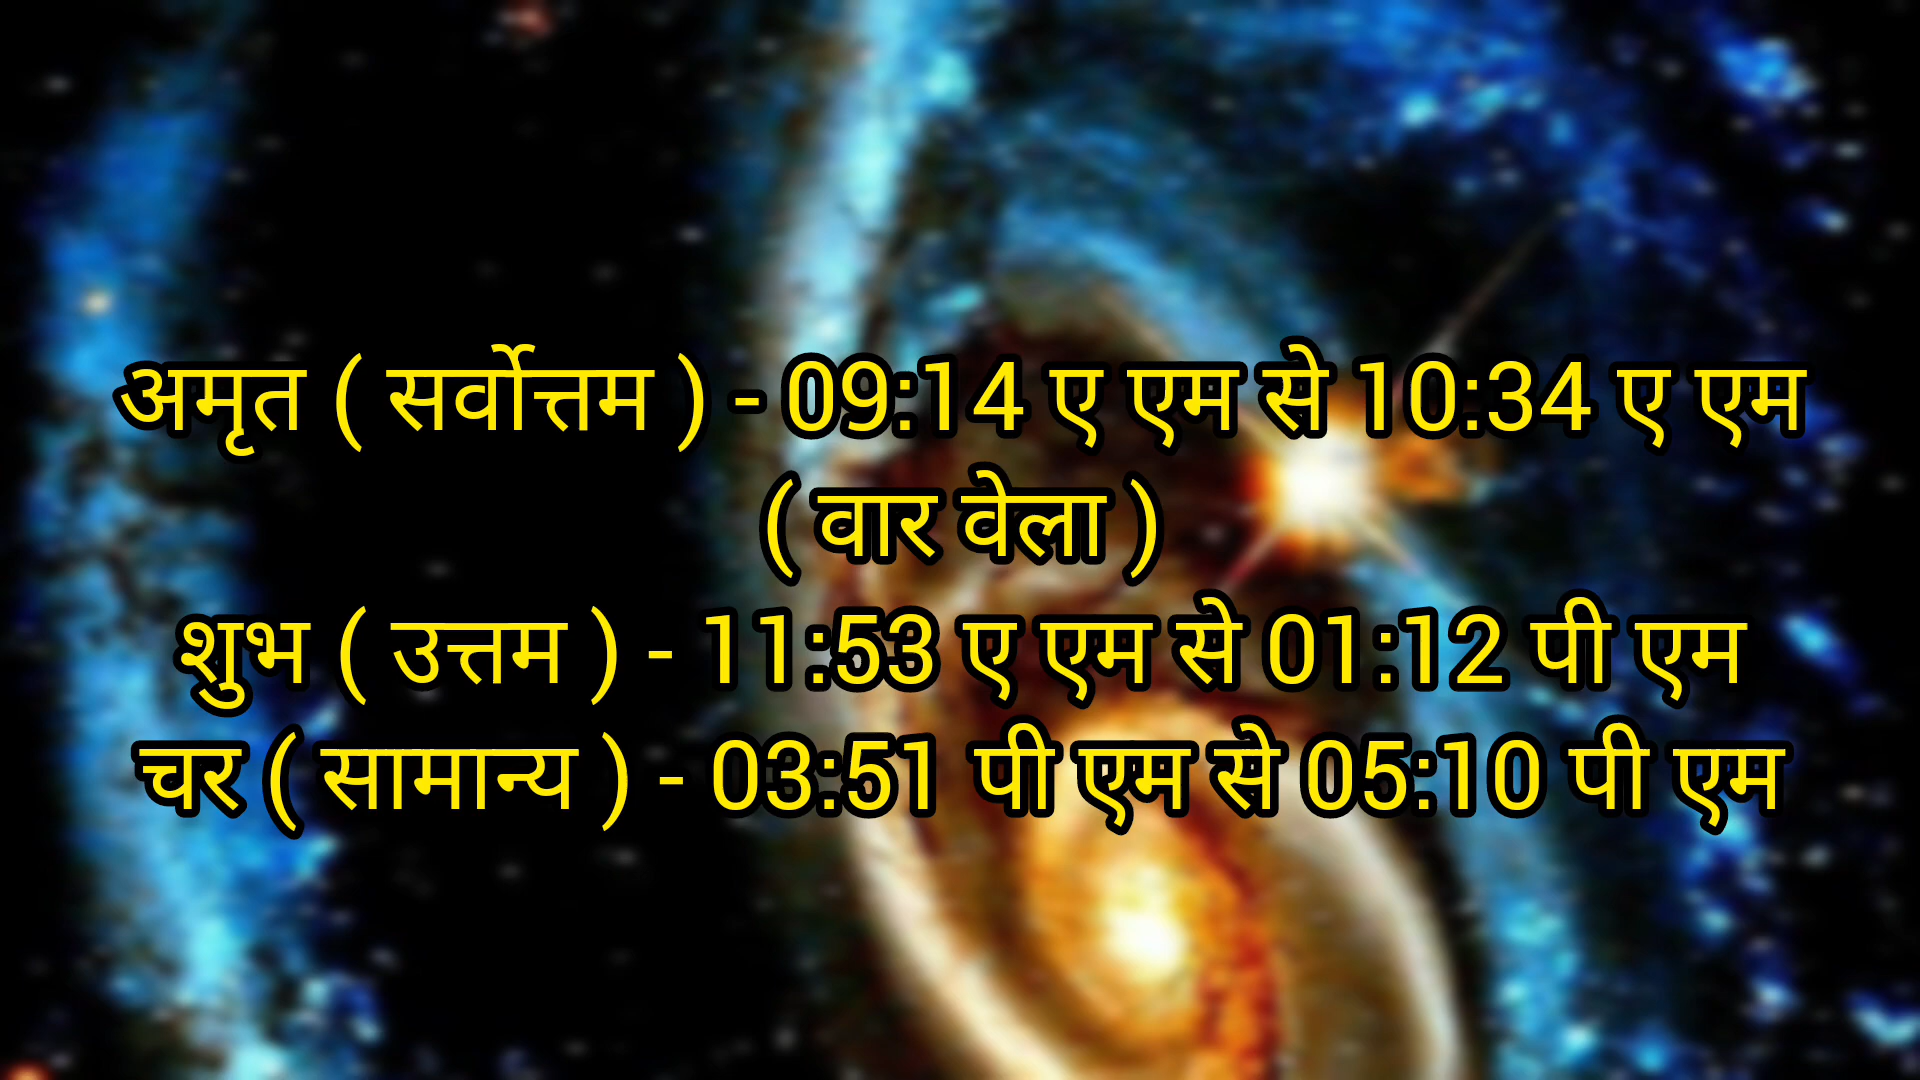 अमृत ( सर्वोत्तम ) - 09:14 ए एम से 10:34 ए एम
( वार वेला )
शुभ ( उत्तम ) - 11:53 ए एम से 01:12 पी एम
चर ( सामान्य ) - 03:51 पी एम से 05:10 पी एम